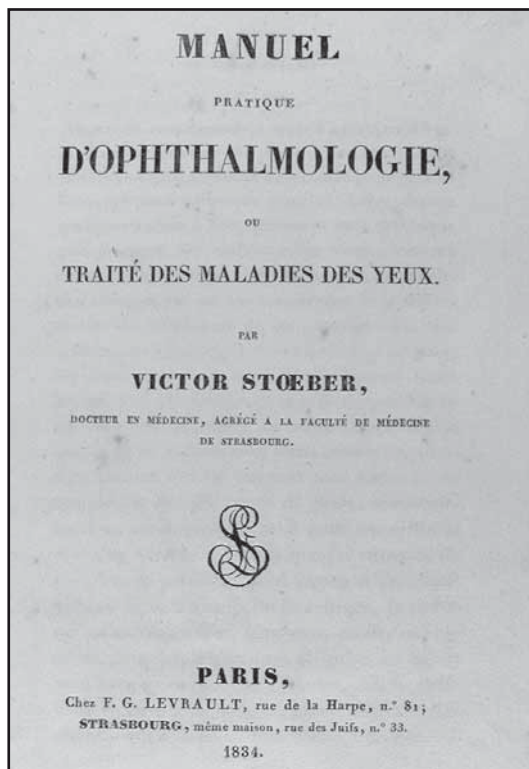 MANUEL
PRATIQUE
D'OPHTHALMOLOGIE,
OU
TRAITÉ DES MALADIES DES YEUX.
PAR
VICTOR STŒBER,
DOCTEUR EN MÉDECINE, AGRÉGÉ A LA FACULTÉ DE MÉDECINE
DE STRASBOURG.
PARIS,
Chez F. G. LEVRAULT, rue de la Harpe, n.º 81;
STRASBOURG, même maison, rue des Juifs, n.º 33.
1834.